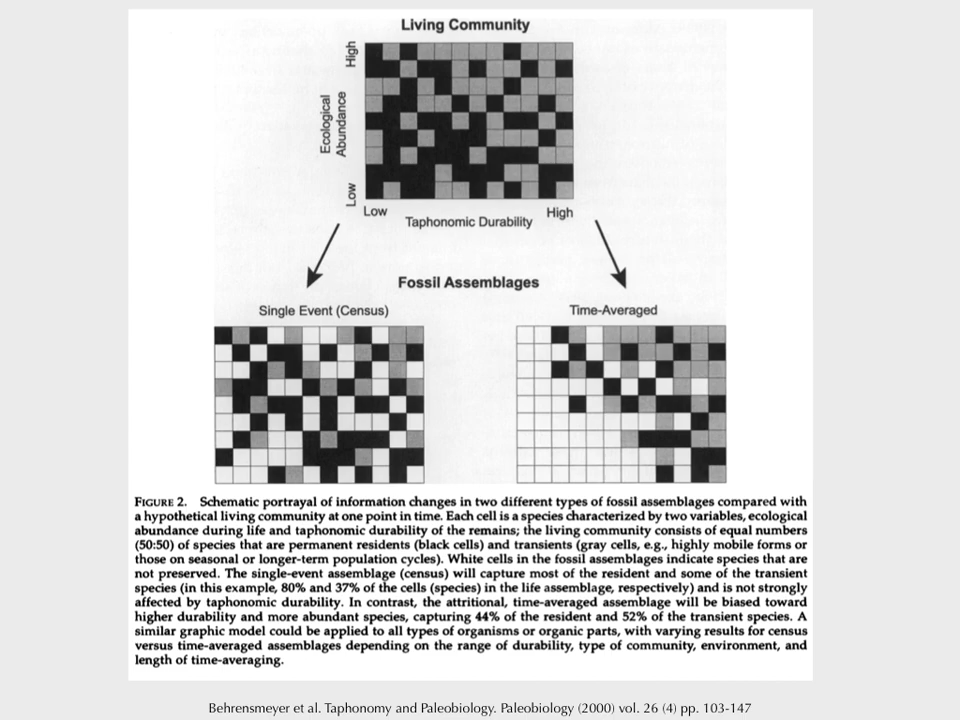 Living Community
High
Ecological
Abundance
Low
Low
High
Taphonomic Durability
Fossil Assemblages
Single Event (Census)
Time-Averaged
FIGURE 2. Schematic portrayal of information changes in two different types of fossil assemblages compared with
a hypothetical living community at one point in time. Each cell is a species characterized by two variables, ecological
abundance during life and taphonomic durability of the remains; the living community consists of equal numbers
(50:50) of species that are permanent residents (black cells) and transients (gray cells, e.g., highly mobile forms or
those on seasonal or longer-term population cycles). White cells in the fossil assemblages indicate species that are
not preserved. The single-event assemblage (census) will capture most of the resident and some of the transient
species (in this example, 80% and 37% of the cells (species) in the life assemblage, respectively) and is not strongly
affected by taphonomic durability. In contrast, the attritional, time-averaged assemblage will be biased toward
higher durability and more abundant species, capturing 44% of the resident and 52% of the transient species. A
similar graphic model could be applied to all types of organisms or organic parts, with varying results for census
versus time-averaged assemblages depending on the range of durability, type of community, environment, and
length of time-averaging.
Behrensmeyer et al. Taphonomy and Paleobiology. Paleobiology (2000) vol. 26 (4) pp. 103-147